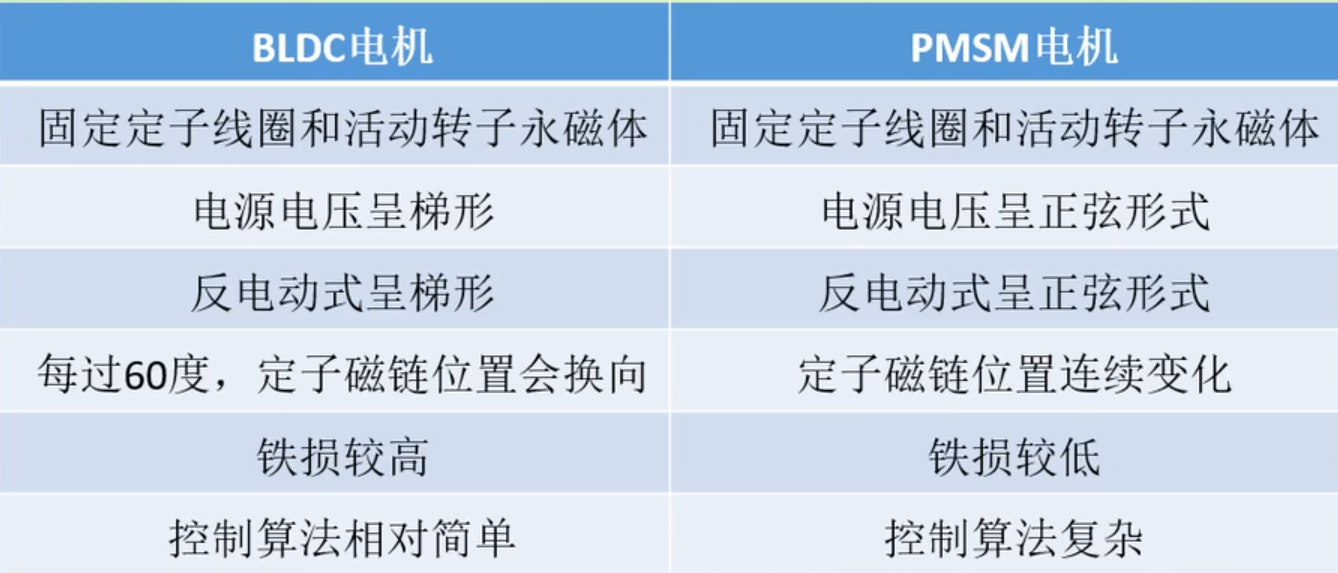 BLDC电机 PMSM电机
固定定子线圈和活动转子永磁体 固定定子线圈和活动转子永磁体
电源电压呈梯形 电源电压呈正弦形式
反电动式呈梯形 反电动式呈正弦形式
每过60度，定子磁链位置会换向 定子磁链位置连续变化
铁损较高 铁损较低
控制算法相对简单 控制算法复杂